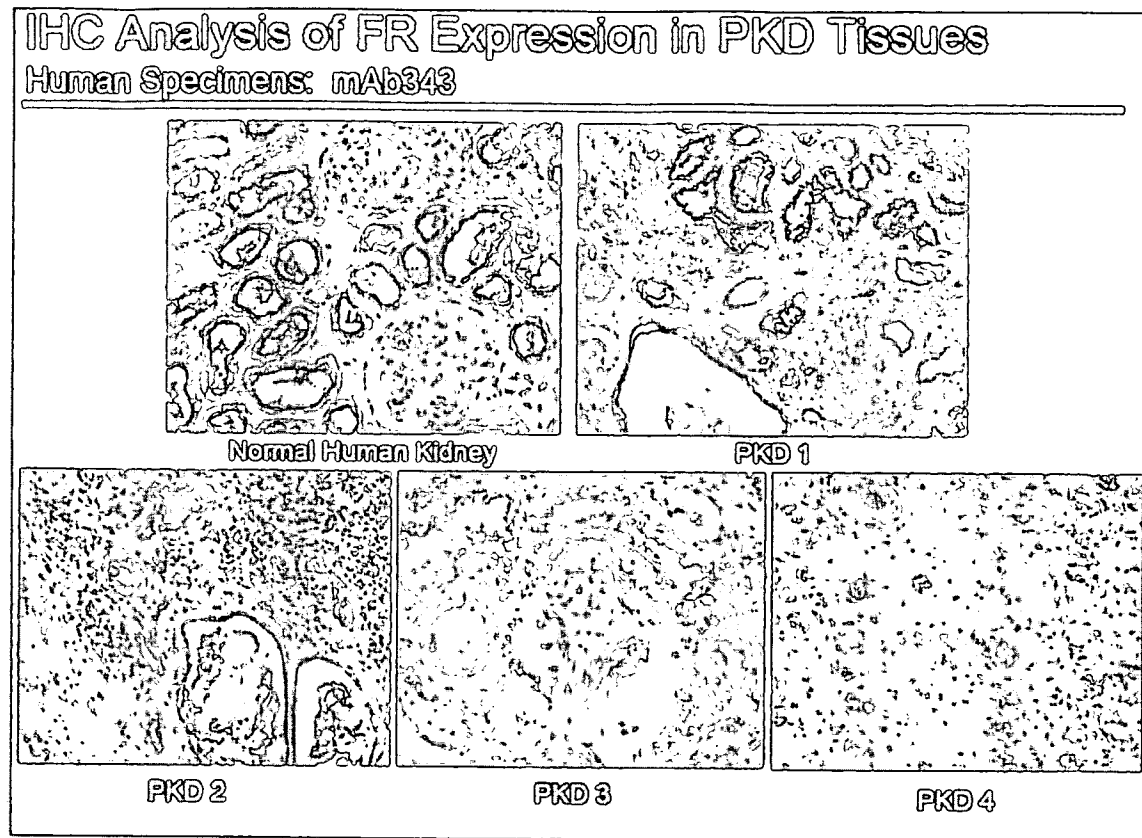 IHC Analysis of FR Expression in PKD Tissues
Human Specimens: mAb343
Normal Human Kidney
PKD 1
PKD 2
PKD 3
PKD 4